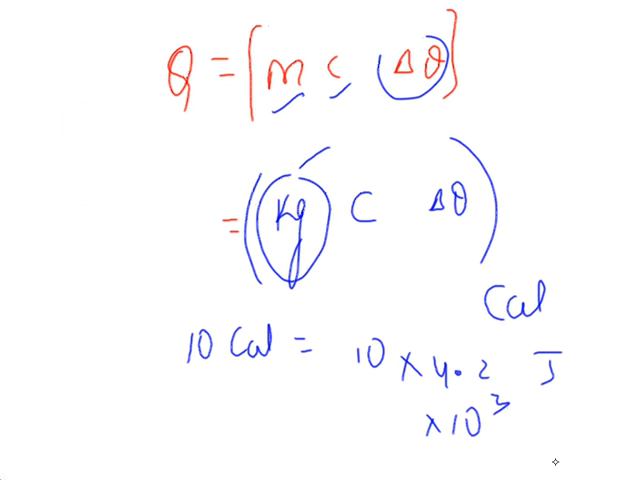 Q = [m c Δθ]
= (Kg C Δθ)
Cal
10 Cal = 10 × 4.2 J
× 10³